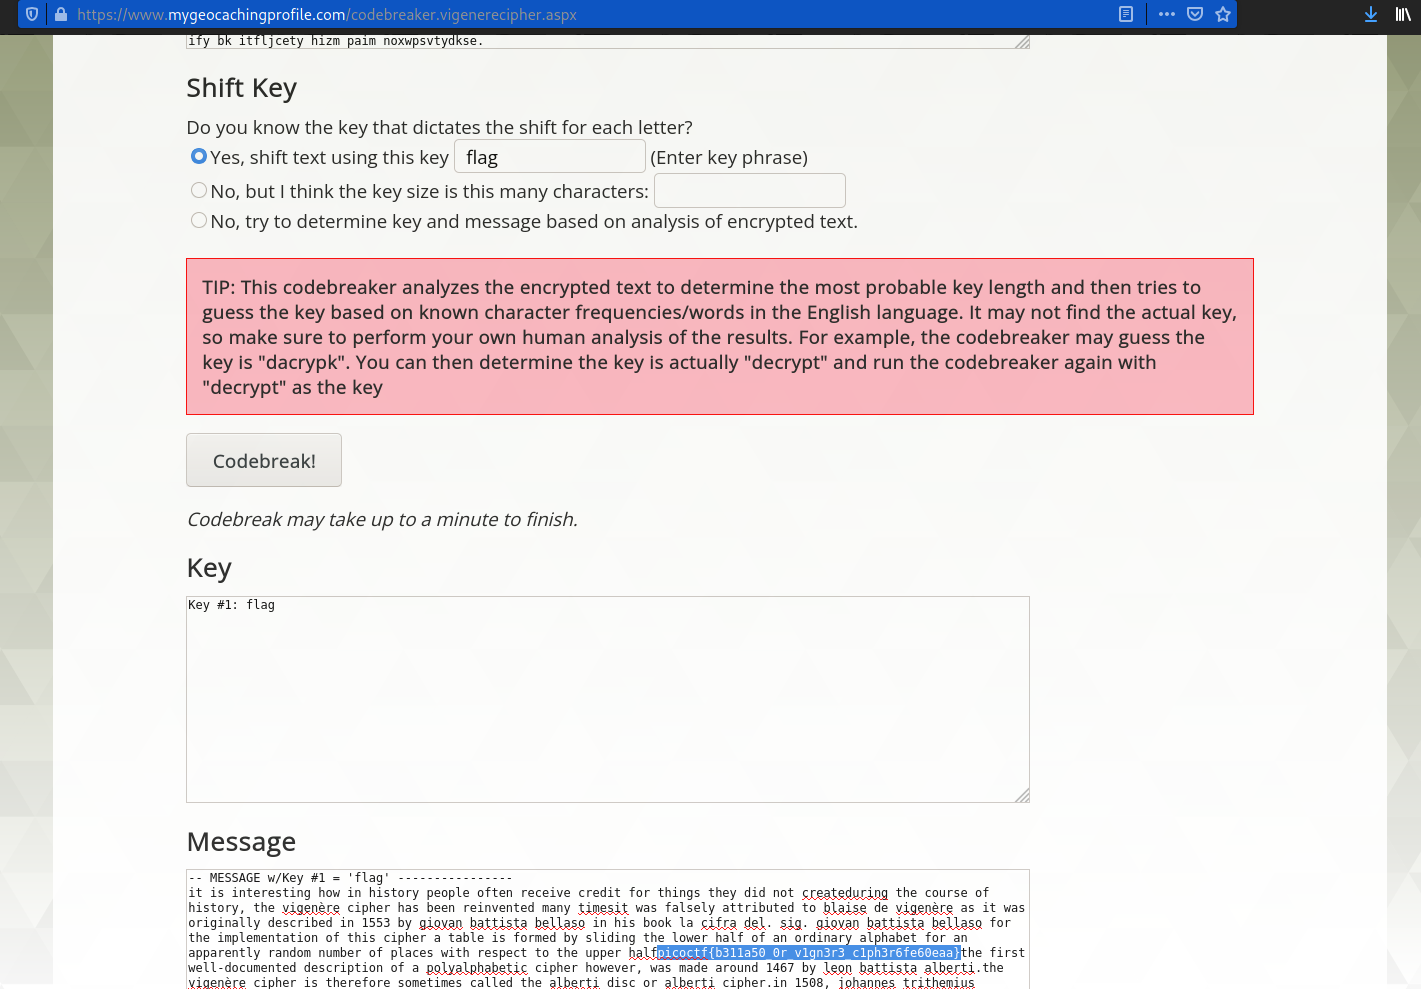 https://www.mygeocachingprofile.com/codebreaker.vigenerecipher.aspx
ify bk itfljcety hizm paim noxwpsvtydkse.
Shift Key
Do you know the key that dictates the shift for each letter?
Yes, shift text using this key flag (Enter key phrase)
No, but I think the key size is this many characters:
No, try to determine key and message based on analysis of encrypted text.
TIP: This codebreaker analyzes the encrypted text to determine the most probable key length and then tries to
guess the key based on known character frequencies/words in the English language. It may not find the actual key,
so make sure to perform your own human analysis of the results. For example, the codebreaker may guess the
key is "dacrypk". You can then determine the key is actually "decrypt" and run the codebreaker again with
"decrypt" as the key
Codebreak!
Codebreak may take up to a minute to finish.
Key
Key #1: flag
Message
-- MESSAGE w/Key #1 = 'flag' ----------------
it is interesting how in history people often receive credit for things they did not createduring the course of
history, the vigenère cipher has been reinvented many timesit was falsely attributed to blaise de vigenère as it was
originally described in 1553 by giovan battista bellaso in his book la cifra del. sig. giovan battista bellaso for
the implementation of this cipher a table is formed by sliding the lower half of an ordinary alphabet for an
apparently random number of places with respect to the upper halfpicoctf{b311a50_0r_v1gn3r3_c1ph3r6fe60eaa}the first
well-documented description of a polyalphabetic cipher however, was made around 1467 by leon battista alberti.the
vigenère cipher is therefore sometimes called the alberti disc or alberti cipher.in 1508, johannes trithemius